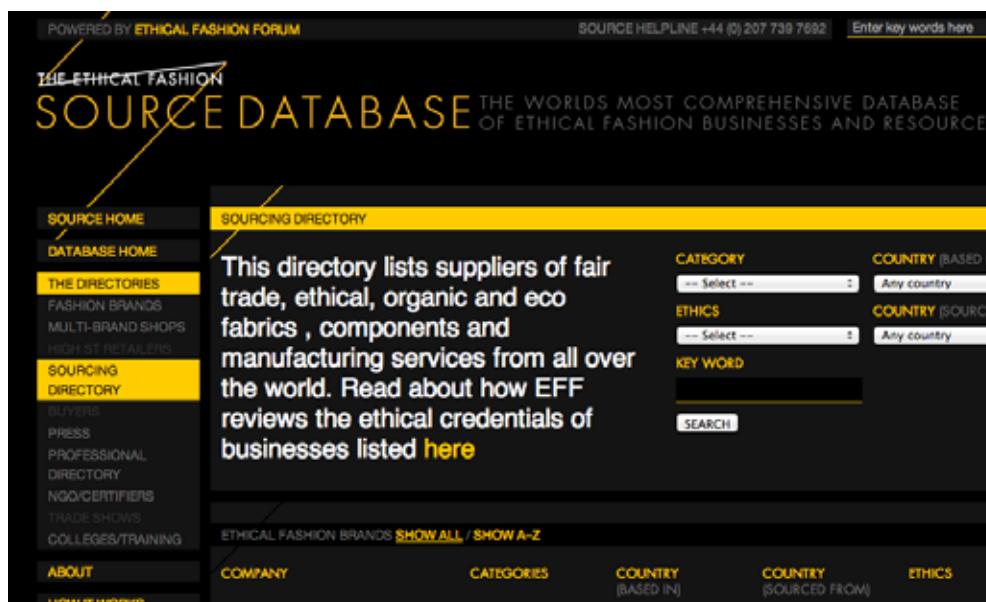 POWERED BY ETHICAL FASHION FORUM
SOURCE HELPLINE +44 (0) 207 739 7692
Enter key words here
THE ETHICAL FASHION
SOURCE DATABASE
THE WORLDS MOST COMPREHENSIVE DATABASE
OF ETHICAL FASHION BUSINESSES AND RESOURCE
SOURCE HOME
DATABASE HOME
THE DIRECTORIES
FASHION BRANDS
MULTI-BRAND SHOPS
HIGH ST RETAILERS
SOURCING
DIRECTORY
BUYERS
PRESS
PROFESSIONAL
DIRECTORY
NGO/CERTIFIERS
TRADE SHOWS
COLLEGES/TRAINING
ABOUT
HOW IT WORKS
SOURCING DIRECTORY
This directory lists suppliers of fair
trade, ethical, organic and eco
fabrics , components and
manufacturing services from all over
the world. Read about how EFF
reviews the ethical credentials of
businesses listed here
CATEGORY
-- Select --
COUNTRY (BASED
Any country
ETHICS
-- Select --
COUNTRY (SOURC
Any country
KEY WORD
SEARCH
ETHICAL FASHION BRANDS SHOW ALL / SHOW A-Z
COMPANY
CATEGORIES
COUNTRY
(BASED IN)
COUNTRY
(SOURCED FROM)
ETHICS